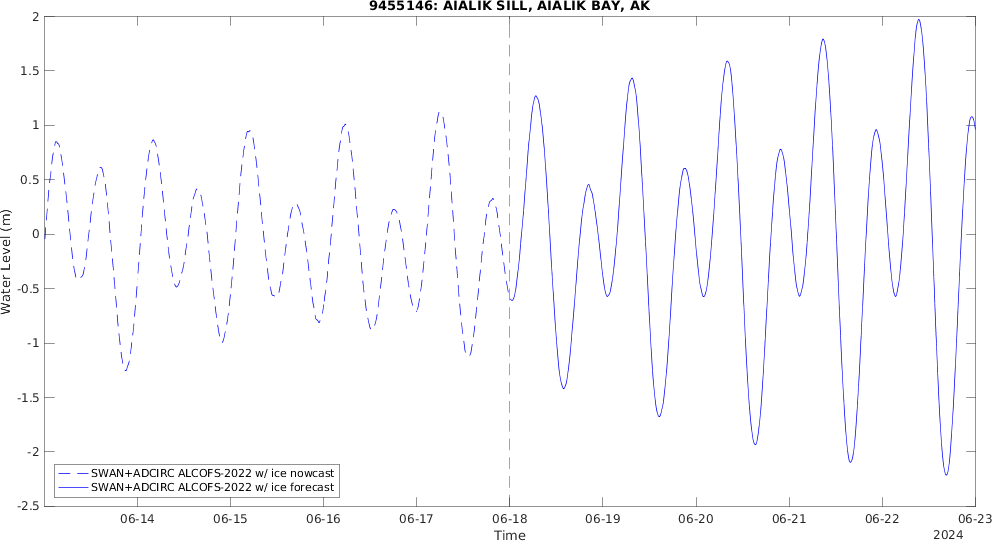 9455146: AIALIK SILL, AIALIK BAY, AK
Water Level (m)
2
1.5
1
0.5
0
-0.5
-1
-1.5
-2
-2.5
SWAN+ADCIRC ALCOFS-2022 w/ ice nowcast
SWAN+ADCIRC ALCOFS-2022 w/ ice forecast
06-14 06-15 06-16 06-17 06-18 06-19 06-20 06-21 06-22 06-23
Time
2024